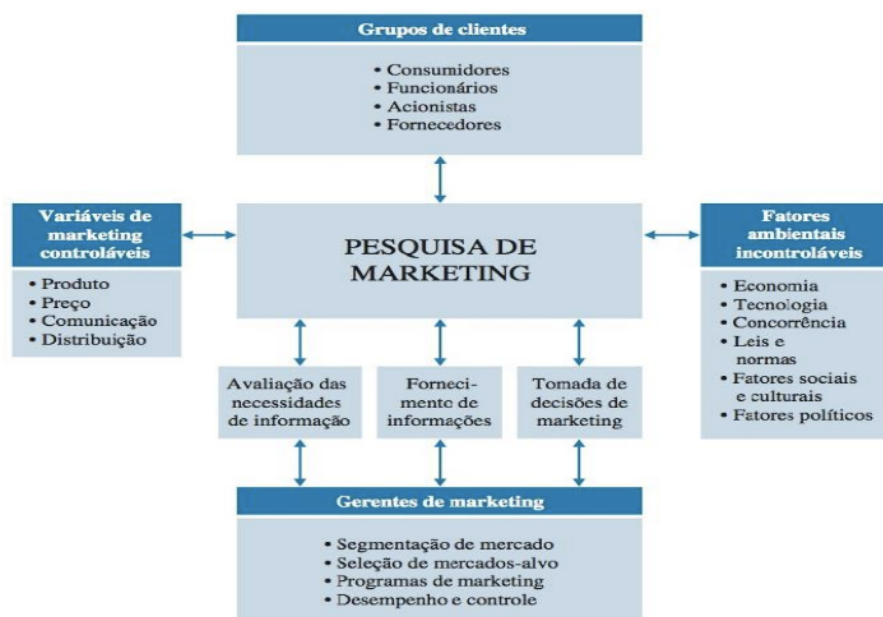 Grupos de clientes
• Consumidores
• Funcionários
• Acionistas
• Fornecedores
Variáveis de
marketing
controláveis
• Produto
• Preço
• Comunicação
• Distribuição
PESQUISA DE
MARKETING
Fatores
ambientais
incontroláveis
• Economia
• Tecnologia
• Concorrência
• Leis e
normas
• Fatores sociais
e culturais
• Fatores políticos
Avaliação das
necessidades
de informação
Forneci-
mento de
informações
Tomada de
decisões de
marketing
Gerentes de marketing
• Segmentação de mercado
• Seleção de mercados-alvo
• Programas de marketing
• Desempenho e controle